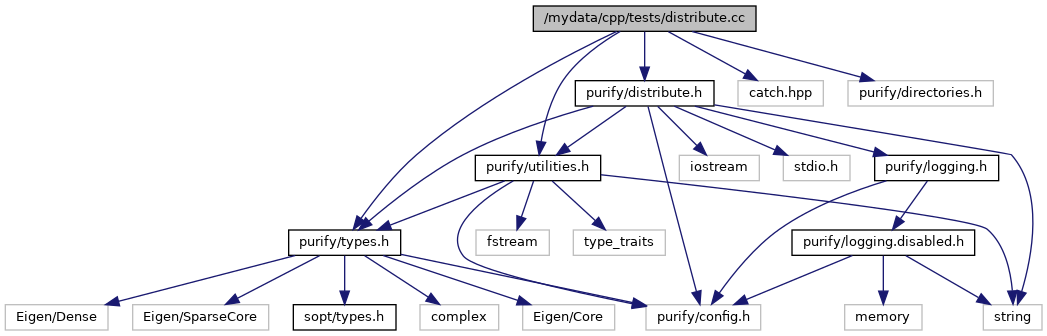 /mydata/cpp/tests/distribute.cc
purify/distribute.h
catch.hpp
purify/directories.h
purify/utilities.h
iostream
stdio.h
purify/logging.h
purify/types.h
fstream
type_traits
purify/logging.disabled.h
Eigen/Dense
Eigen/SparseCore
sopt/types.h
complex
Eigen/Core
purify/config.h
memory
string